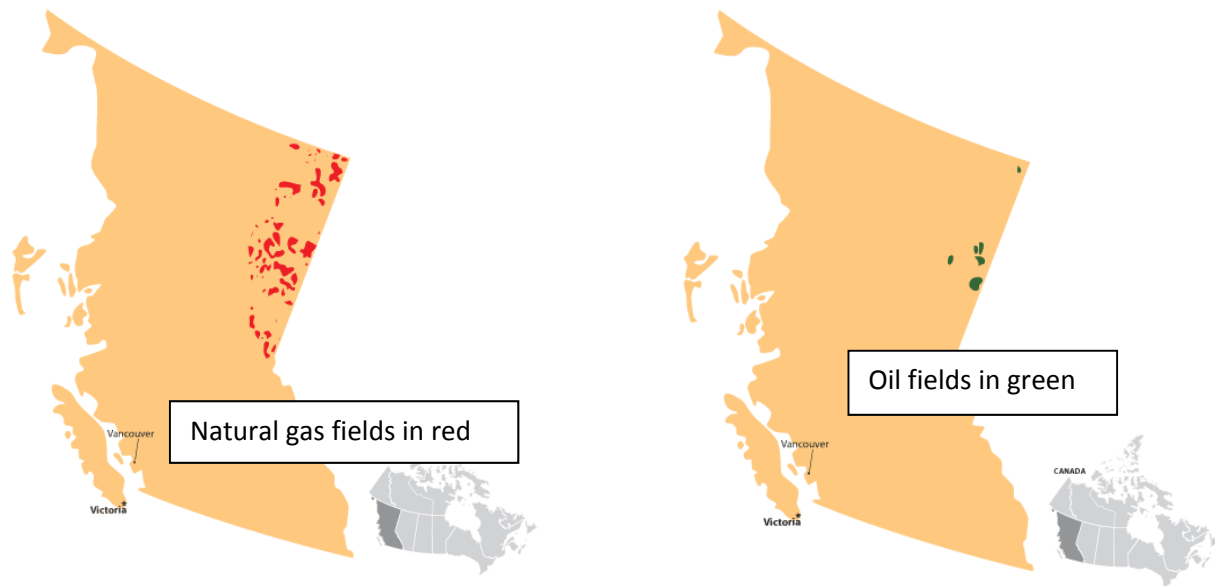 Natural gas fields in red
Vancouver
Victoria
Oil fields in green
Vancouver
CANADA
Victoria